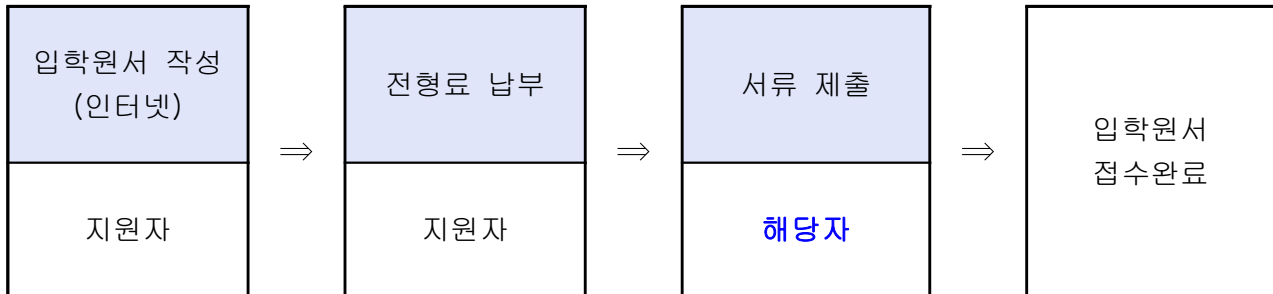 입학원서 작성
(인터넷)
지원자
⇒
전형료 납부
지원자
⇒
서류 제출
해당자
⇒
입학원서
접수완료